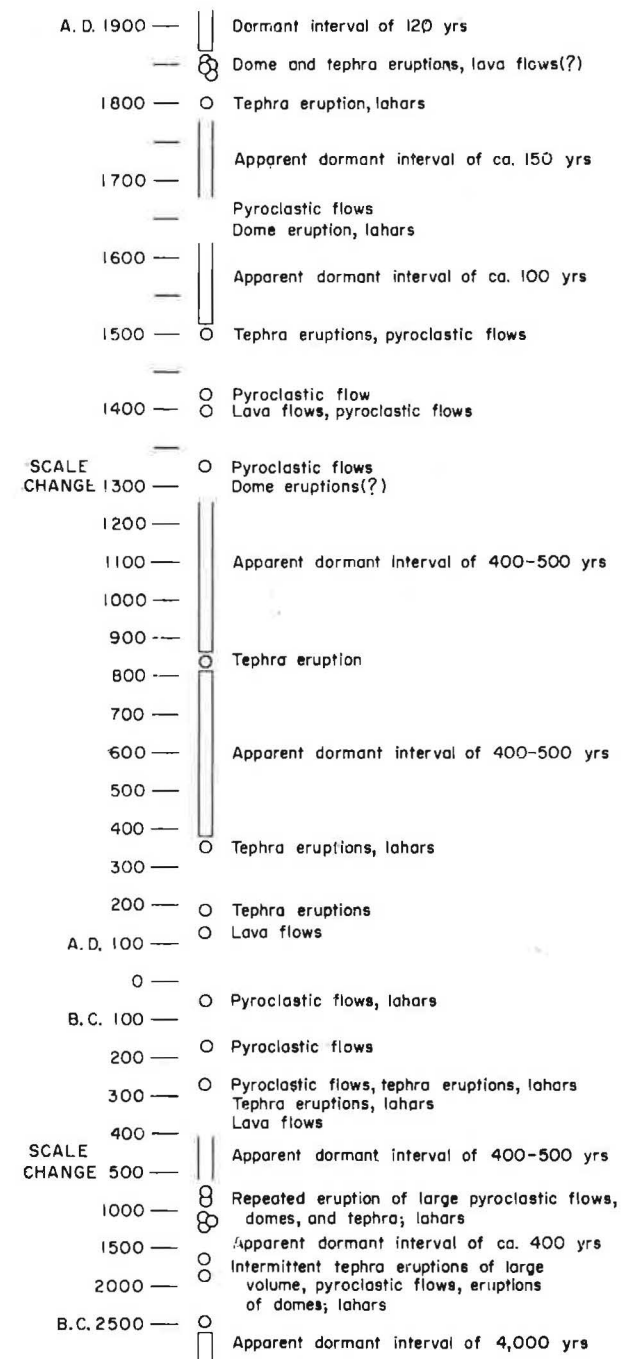 A. D. 1900 — Dormant interval of 120 yrs
— Dome and tephra eruptions, lava flows(?)
1800 — Tephra eruption, lahars
— Apparent dormant interval of ca. 150 yrs
1700 —
Pyroclastic flows
— Dome eruption, lahars
1600 —
Apparent dormant interval of ca. 100 yrs
—
1500 — Tephra eruptions, pyroclastic flows
—
Pyroclastic flow
1400 — Lava flows, pyroclastic flows
—
SCALE Pyroclastic flows
CHANGE 1300 — Dome eruptions(?)
1200 —
1100 — Apparent dormant interval of 400-500 yrs
1000 —
900 --
Tephra eruption
800 --
700 —
600 — Apparent dormant interval of 400-500 yrs
500 —
400 —
Tephra eruptions, lahars
300 —
200 — Tephra eruptions
Lava flows
A. D. 100 —
0 —
Pyroclastic flows, lahars
B. C. 100 —
Pyroclastic flows
200 —
Pyroclastic flows, tephra eruptions, lahars
300 — Tephra eruptions, lahars
Lava flows
400 —
SCALE Apparent dormant interval of 400-500 yrs
CHANGE 500 —
Repeated eruption of large pyroclastic flows,
1000 — domes, and tephra; lahars
1500 — Apparent dormant interval of ca. 400 yrs
Intermittent tephra eruptions of large
2000 — volume, pyroclastic flows, eruptions
of domes; lahars
B. C. 2500 —
Apparent dormant interval of 4,000 yrs